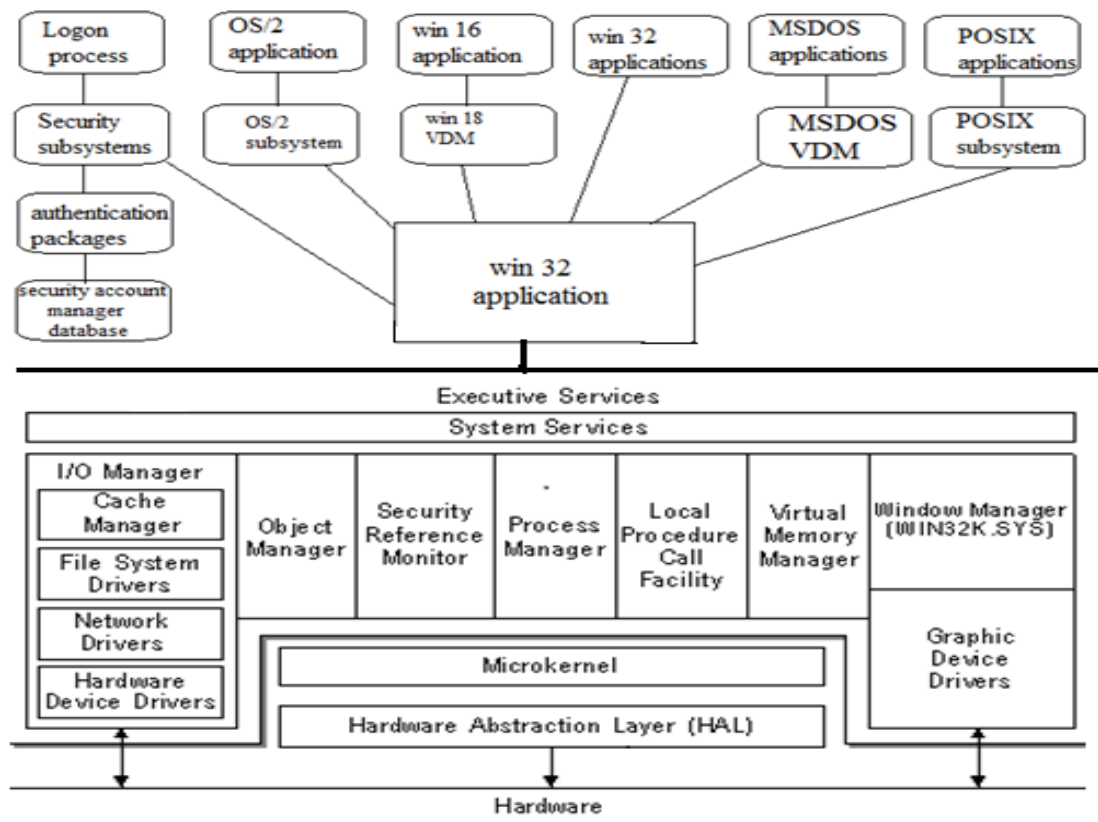 Logon
process
OS/2
application
win 16
application
win 32
applications
MSDOS
applications
POSIX
applications
Security
subsystems
OS/2
subsystem
win 18
VDM
MSDOS
VDM
POSIX
subsystem
authentication
packages
security account
manager
database
win 32
application
Executive Services
System Services
I/O Manager
Cache
Manager
File System
Drivers
Network
Drivers
Hardware
Device Drivers
Object
Manager
Security
Reference
Monitor
Process
Manager
Local
Procedure
Call
Facility
Virtual
Memory
Manager
Window Manager
(WIN32K.SYS)
Graphic
Device
Drivers
Microkernel
Hardware Abstraction Layer (HAL)
Hardware